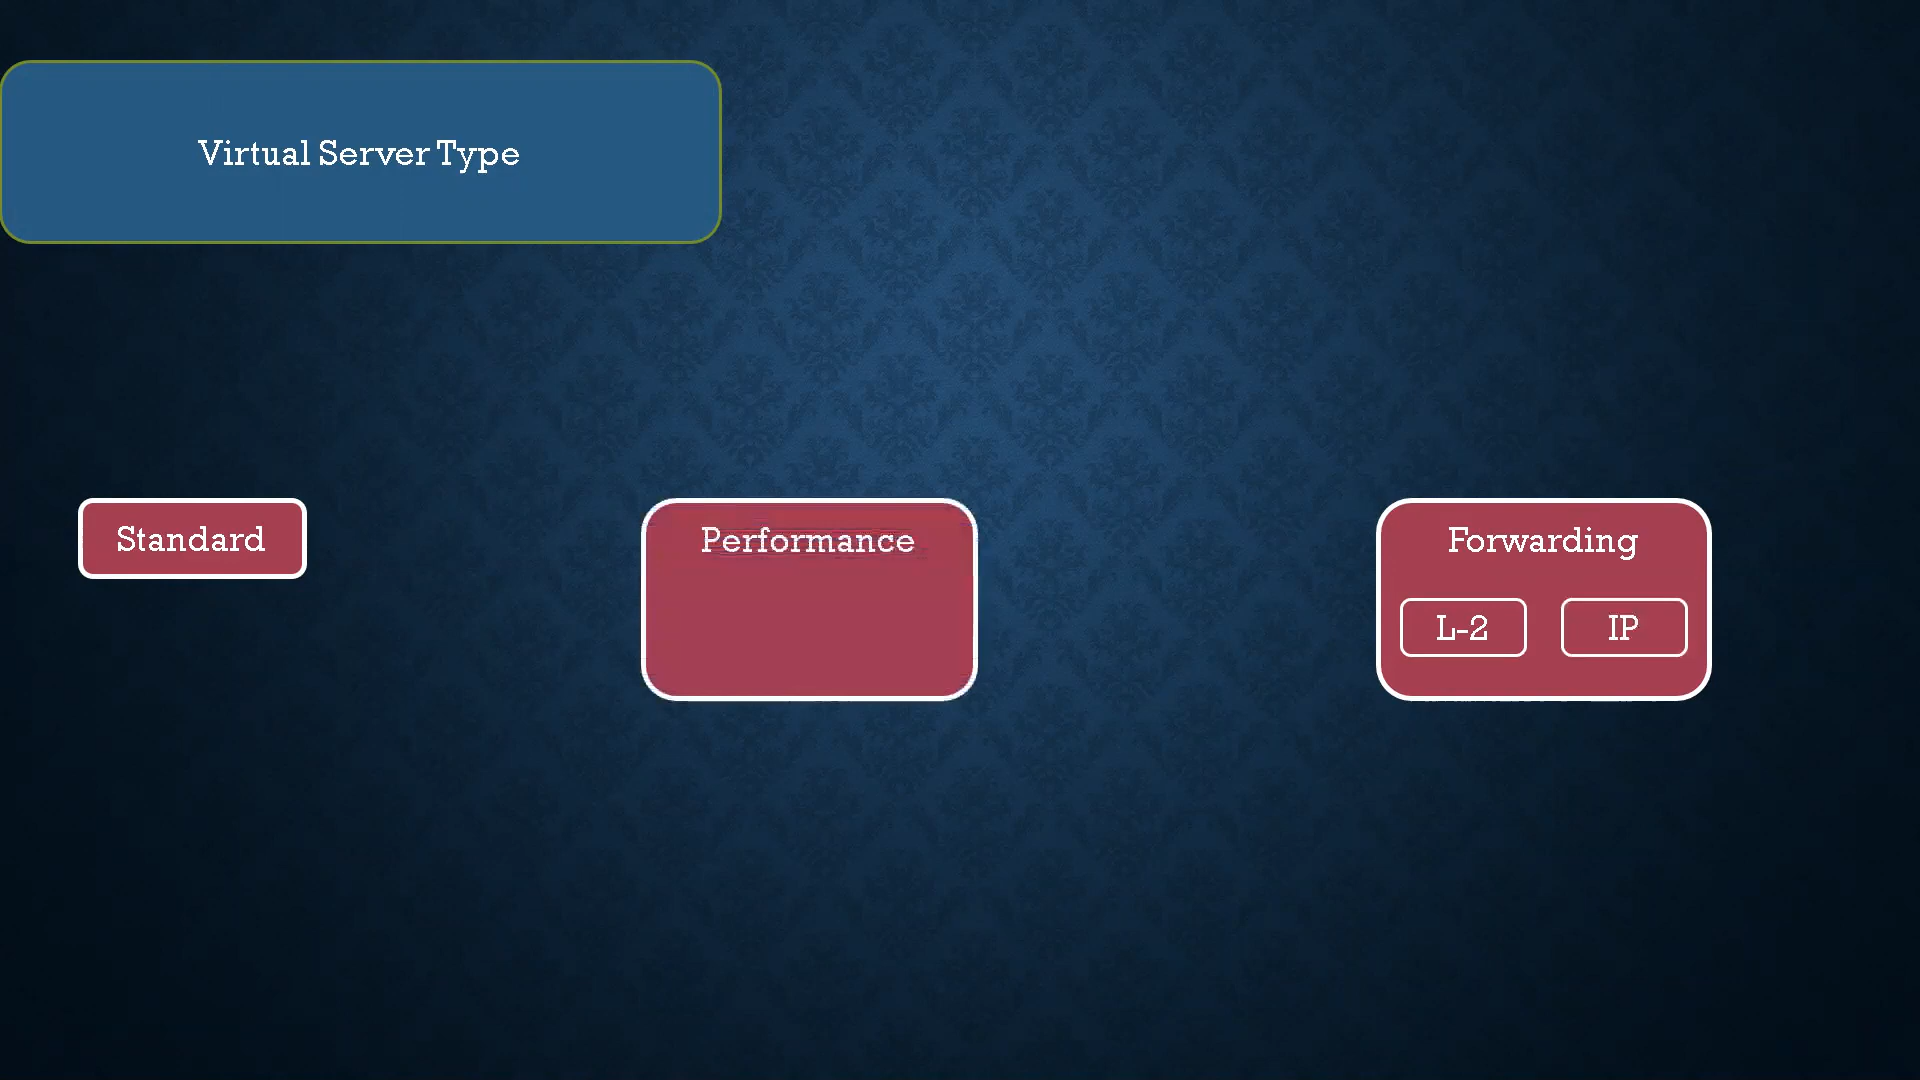 Virtual Server Type
Standard
Performance
Forwarding
L-2
IP